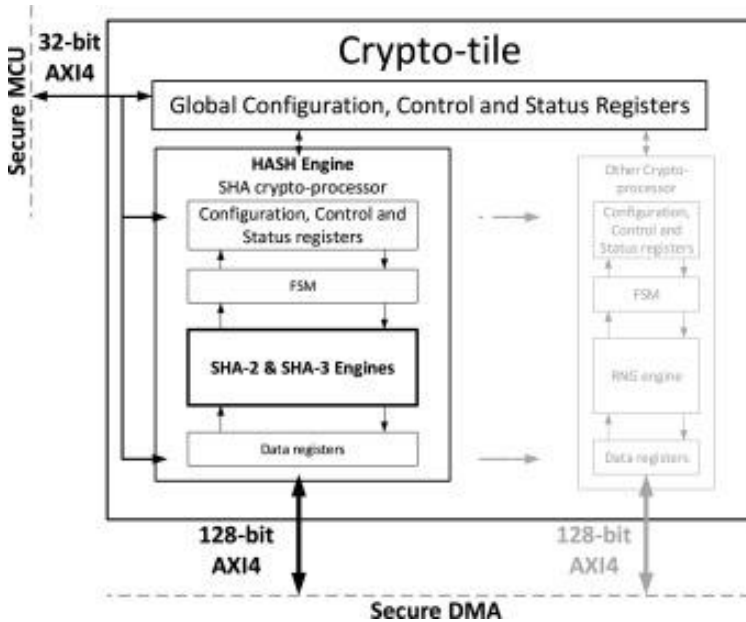 32-bit
AXI4
Secure MCU
Crypto-tile
Global Configuration, Control and Status Registers
HASH Engine
SHA crypto-processor
Configuration, Control and
Status registers
FSM
SHA-2 & SHA-3 Engines
Data registers
Other Crypto-
processor
Configuration,
Control and
Status registers
FSM
RNG engine
Data registers
128-bit
AXI4
128-bit
AXI4
Secure DMA